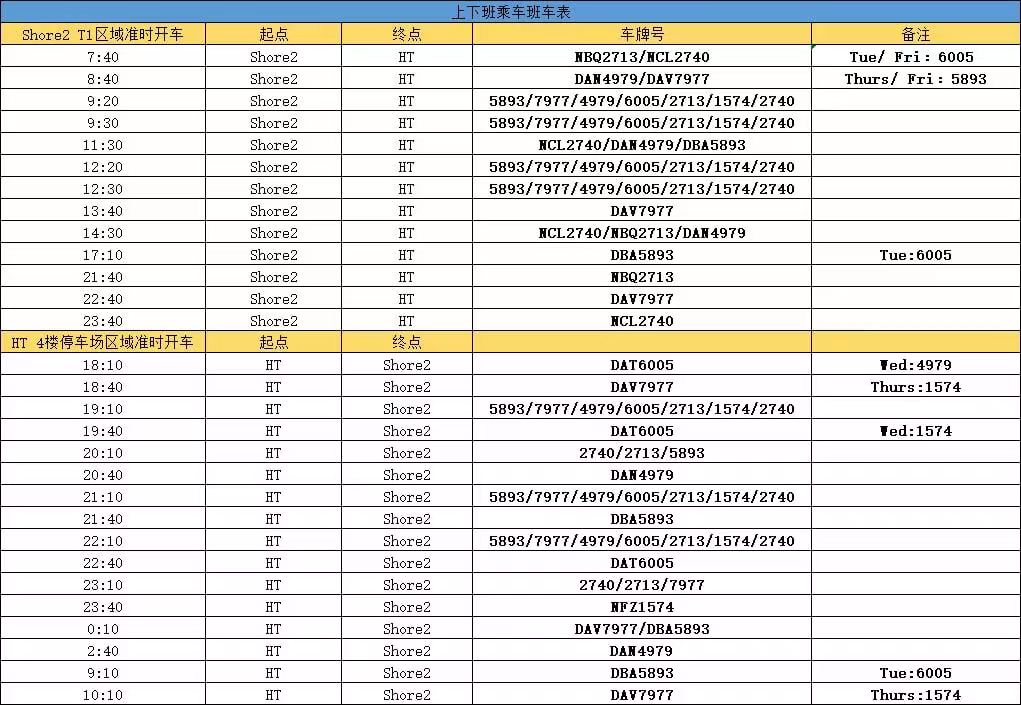 上下班乘车班车表
Shore2 T1区域准时开车 起点 终点 车牌号 备注
7:40 Shore2 HT NBQ2713/NCL2740 Tue/ Fri: 6005
8:40 Shore2 HT DAN4979/DAV7977 Thurs/ Fri: 5893
9:20 Shore2 HT 5893/7977/4979/6005/2713/1574/2740
9:30 Shore2 HT 5893/7977/4979/6005/2713/1574/2740
11:30 Shore2 HT NCL2740/DAN4979/DBA5893
12:20 Shore2 HT 5893/7977/4979/6005/2713/1574/2740
12:30 Shore2 HT 5893/7977/4979/6005/2713/1574/2740
13:40 Shore2 HT DAV7977
14:30 Shore2 HT NCL2740/NBQ2713/DAN4979
17:10 Shore2 HT DBA5893 Tue:6005
21:40 Shore2 HT NBQ2713
22:40 Shore2 HT DAV7977
23:40 Shore2 HT NCL2740
HT 4楼停车场区域准时开车 起点 终点
18:10 HT Shore2 DAT6005 Wed:4979
18:40 HT Shore2 DAV7977 Thurs:1574
19:10 HT Shore2 5893/7977/4979/6005/2713/1574/2740
19:40 HT Shore2 DAT6005 Wed:1574
20:10 HT Shore2 2740/2713/5893
20:40 HT Shore2 DAN4979
21:10 HT Shore2 5893/7977/4979/6005/2713/1574/2740
21:40 HT Shore2 DBA5893
22:10 HT Shore2 5893/7977/4979/6005/2713/1574/2740
22:40 HT Shore2 DAT6005
23:10 HT Shore2 2740/2713/7977
23:40 HT Shore2 NFZ1574
0:10 HT Shore2 DAV7977/DBA5893
2:40 HT Shore2 DAN4979
9:10 HT Shore2 DBA5893 Tue:6005
10:10 HT Shore2 DAV7977 Thurs:1574